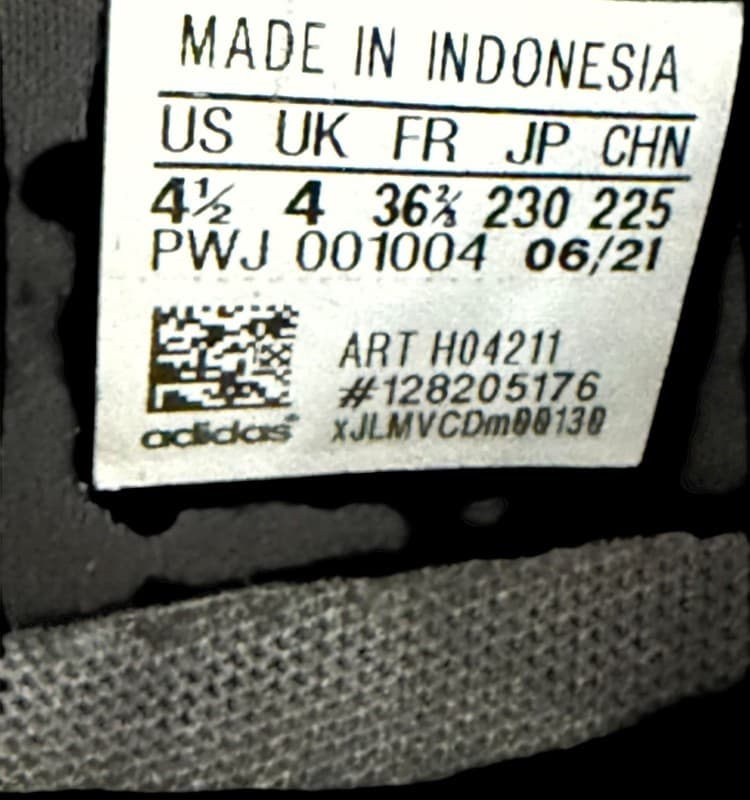 MADE IN INDONESIA
US UK FR JP CHN
4½ 4 36⅔ 230 225
PWJ 001004 06/21
ART H04211
#128205176
adidas xJLMVCDm00130